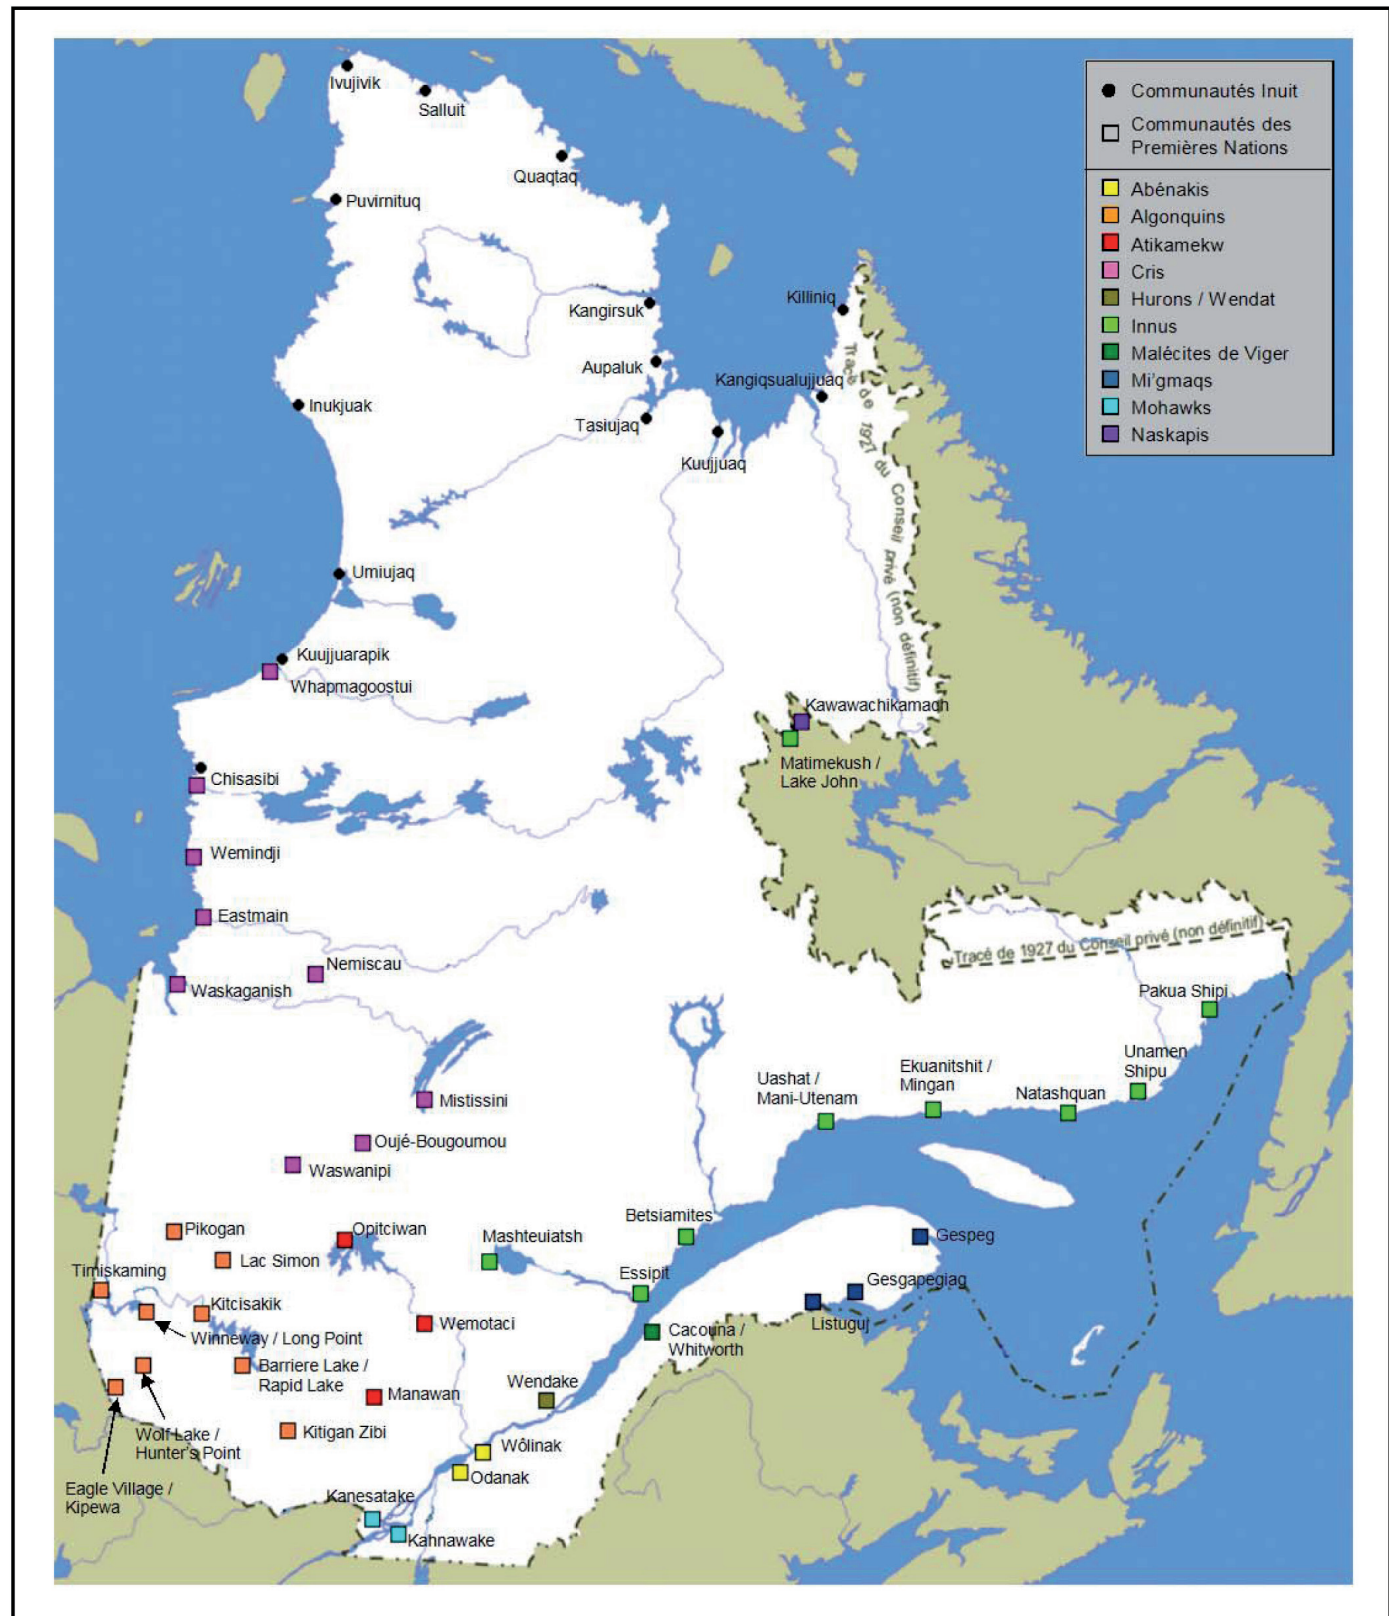 Communautés Inuit
Communautés des
Premières Nations
Abénakis
Algonquins
Atikamekw
Cris
Hurons / Wendat
Innus
Malécites de Viger
Mi'gmaqs
Mohawks
Naskapis
Ivujivik
Salluit
Quaqtaq
Puvirnituq
Kangirsuk
Killiniq
Aupaluk
Kangiqsualujjuaq
Inukjuak
Tasiujaq
Kuujjuaq
Tracé de 1927 du Conseil privé (non définitif)
Umiujaq
Kuujjuarapik
Whapmagoostui
Kawawachikamach
Matimekush /
Lake John
Chisasibi
Wemindji
Eastmain
Tracé de 1927 du Conseil privé (non définitif)
Nemiscau
Waskaganish
Pakua Shipi
Unamen
Shipu
Ekuanitshit /
Mingan
Uashat /
Mani-Utenam
Natashquan
Mistissini
Oujé-Bougoumou
Waswanipi
Pikogan
Opitciwan
Mashteuiatsh
Betsiamites
Gespeg
Lac Simon
Timiskaming
Essipit
Gesgapegiag
Kitcisakik
Winneway / Long Point
Wemotaci
Cacouna /
Whitworth
Listuguj
Barriere Lake /
Rapid Lake
Manawan
Wendake
Wolf Lake /
Hunter's Point
Kitigan Zibi
Wôlinak
Odanak
Eagle Village /
Kipewa
Kanesatake
Kahnawake